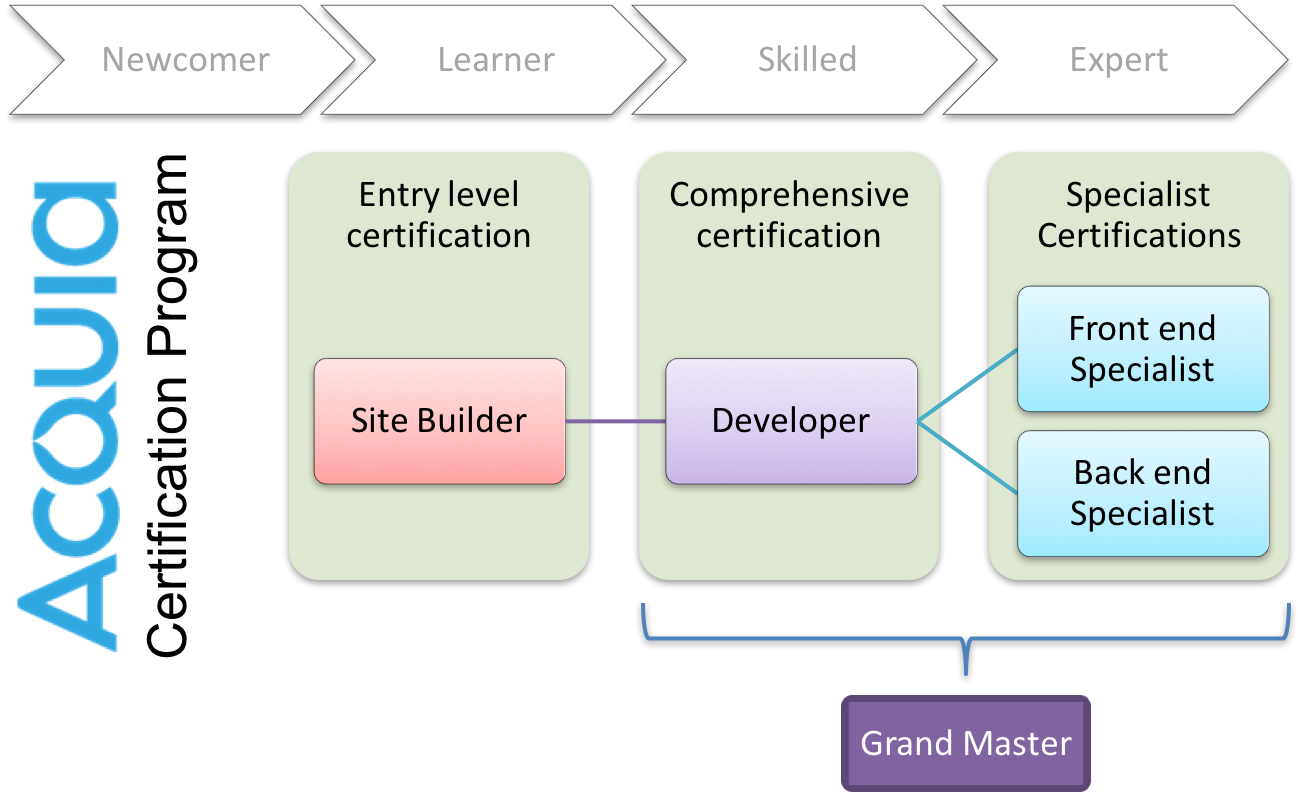 Newcomer
Learner
Skilled
Expert
ACQUIA
Certification Program
Entry level
certification
Site Builder
Comprehensive
certification
Developer
Specialist
Certifications
Front end
Specialist
Back end
Specialist
Grand Master